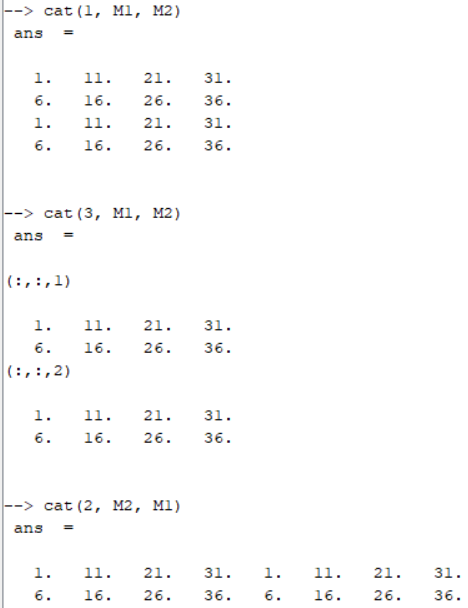 --> cat(1, M1, M2)
ans  =
1.   11.   21.   31.
6.   16.   26.   36.
1.   11.   21.   31.
6.   16.   26.   36.
--> cat(3, M1, M2)
ans  =
(:,:,1)
1.   11.   21.   31.
6.   16.   26.   36.
(:,:,2)
1.   11.   21.   31.
6.   16.   26.   36.
--> cat(2, M2, M1)
ans  =
1.   11.   21.   31.   1.   11.   21.   31.
6.   16.   26.   36.   6.   16.   26.   36.